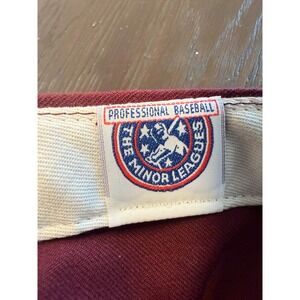 PROFESSIONAL BASEBALL
THE MINOR LEAGUES